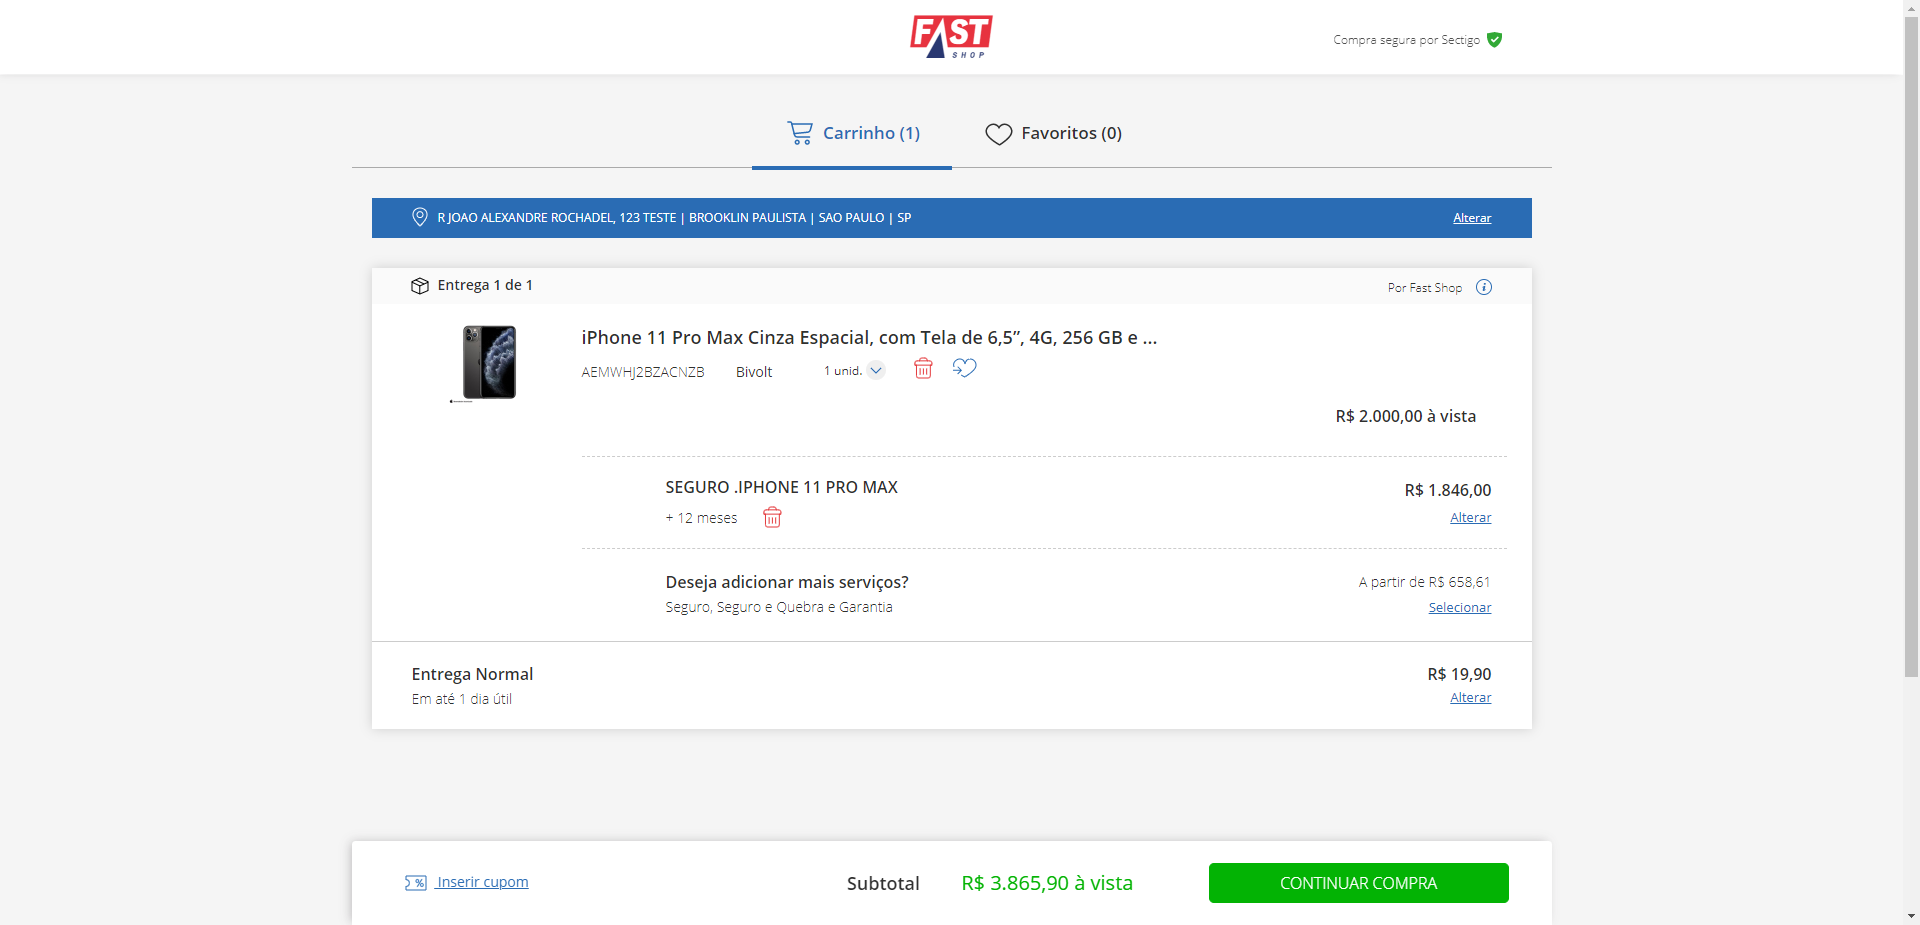 FAST
SHOP
Compra segura por Sectigo
Carrinho (1)
Favoritos (0)
R JOAO ALEXANDRE ROCHADEL, 123 TESTE | BROOKLIN PAULISTA | SAO PAULO | SP
Alterar
Entrega 1 de 1
Por Fast Shop
iPhone 11 Pro Max Cinza Espacial, com Tela de 6,5”, 4G, 256 GB e ...
AEMWHJ2BZACNZB Bivolt 1 unid.
R$ 2.000,00 à vista
SEGURO .IPHONE 11 PRO MAX
R$ 1.846,00
+ 12 meses
Alterar
Deseja adicionar mais serviços?
A partir de R$ 658,61
Seguro, Seguro e Quebra e Garantia
Selecionar
Entrega Normal
R$ 19,90
Em até 1 dia útil
Alterar
Inserir cupom
Subtotal
R$ 3.865,90 à vista
CONTINUAR COMPRA